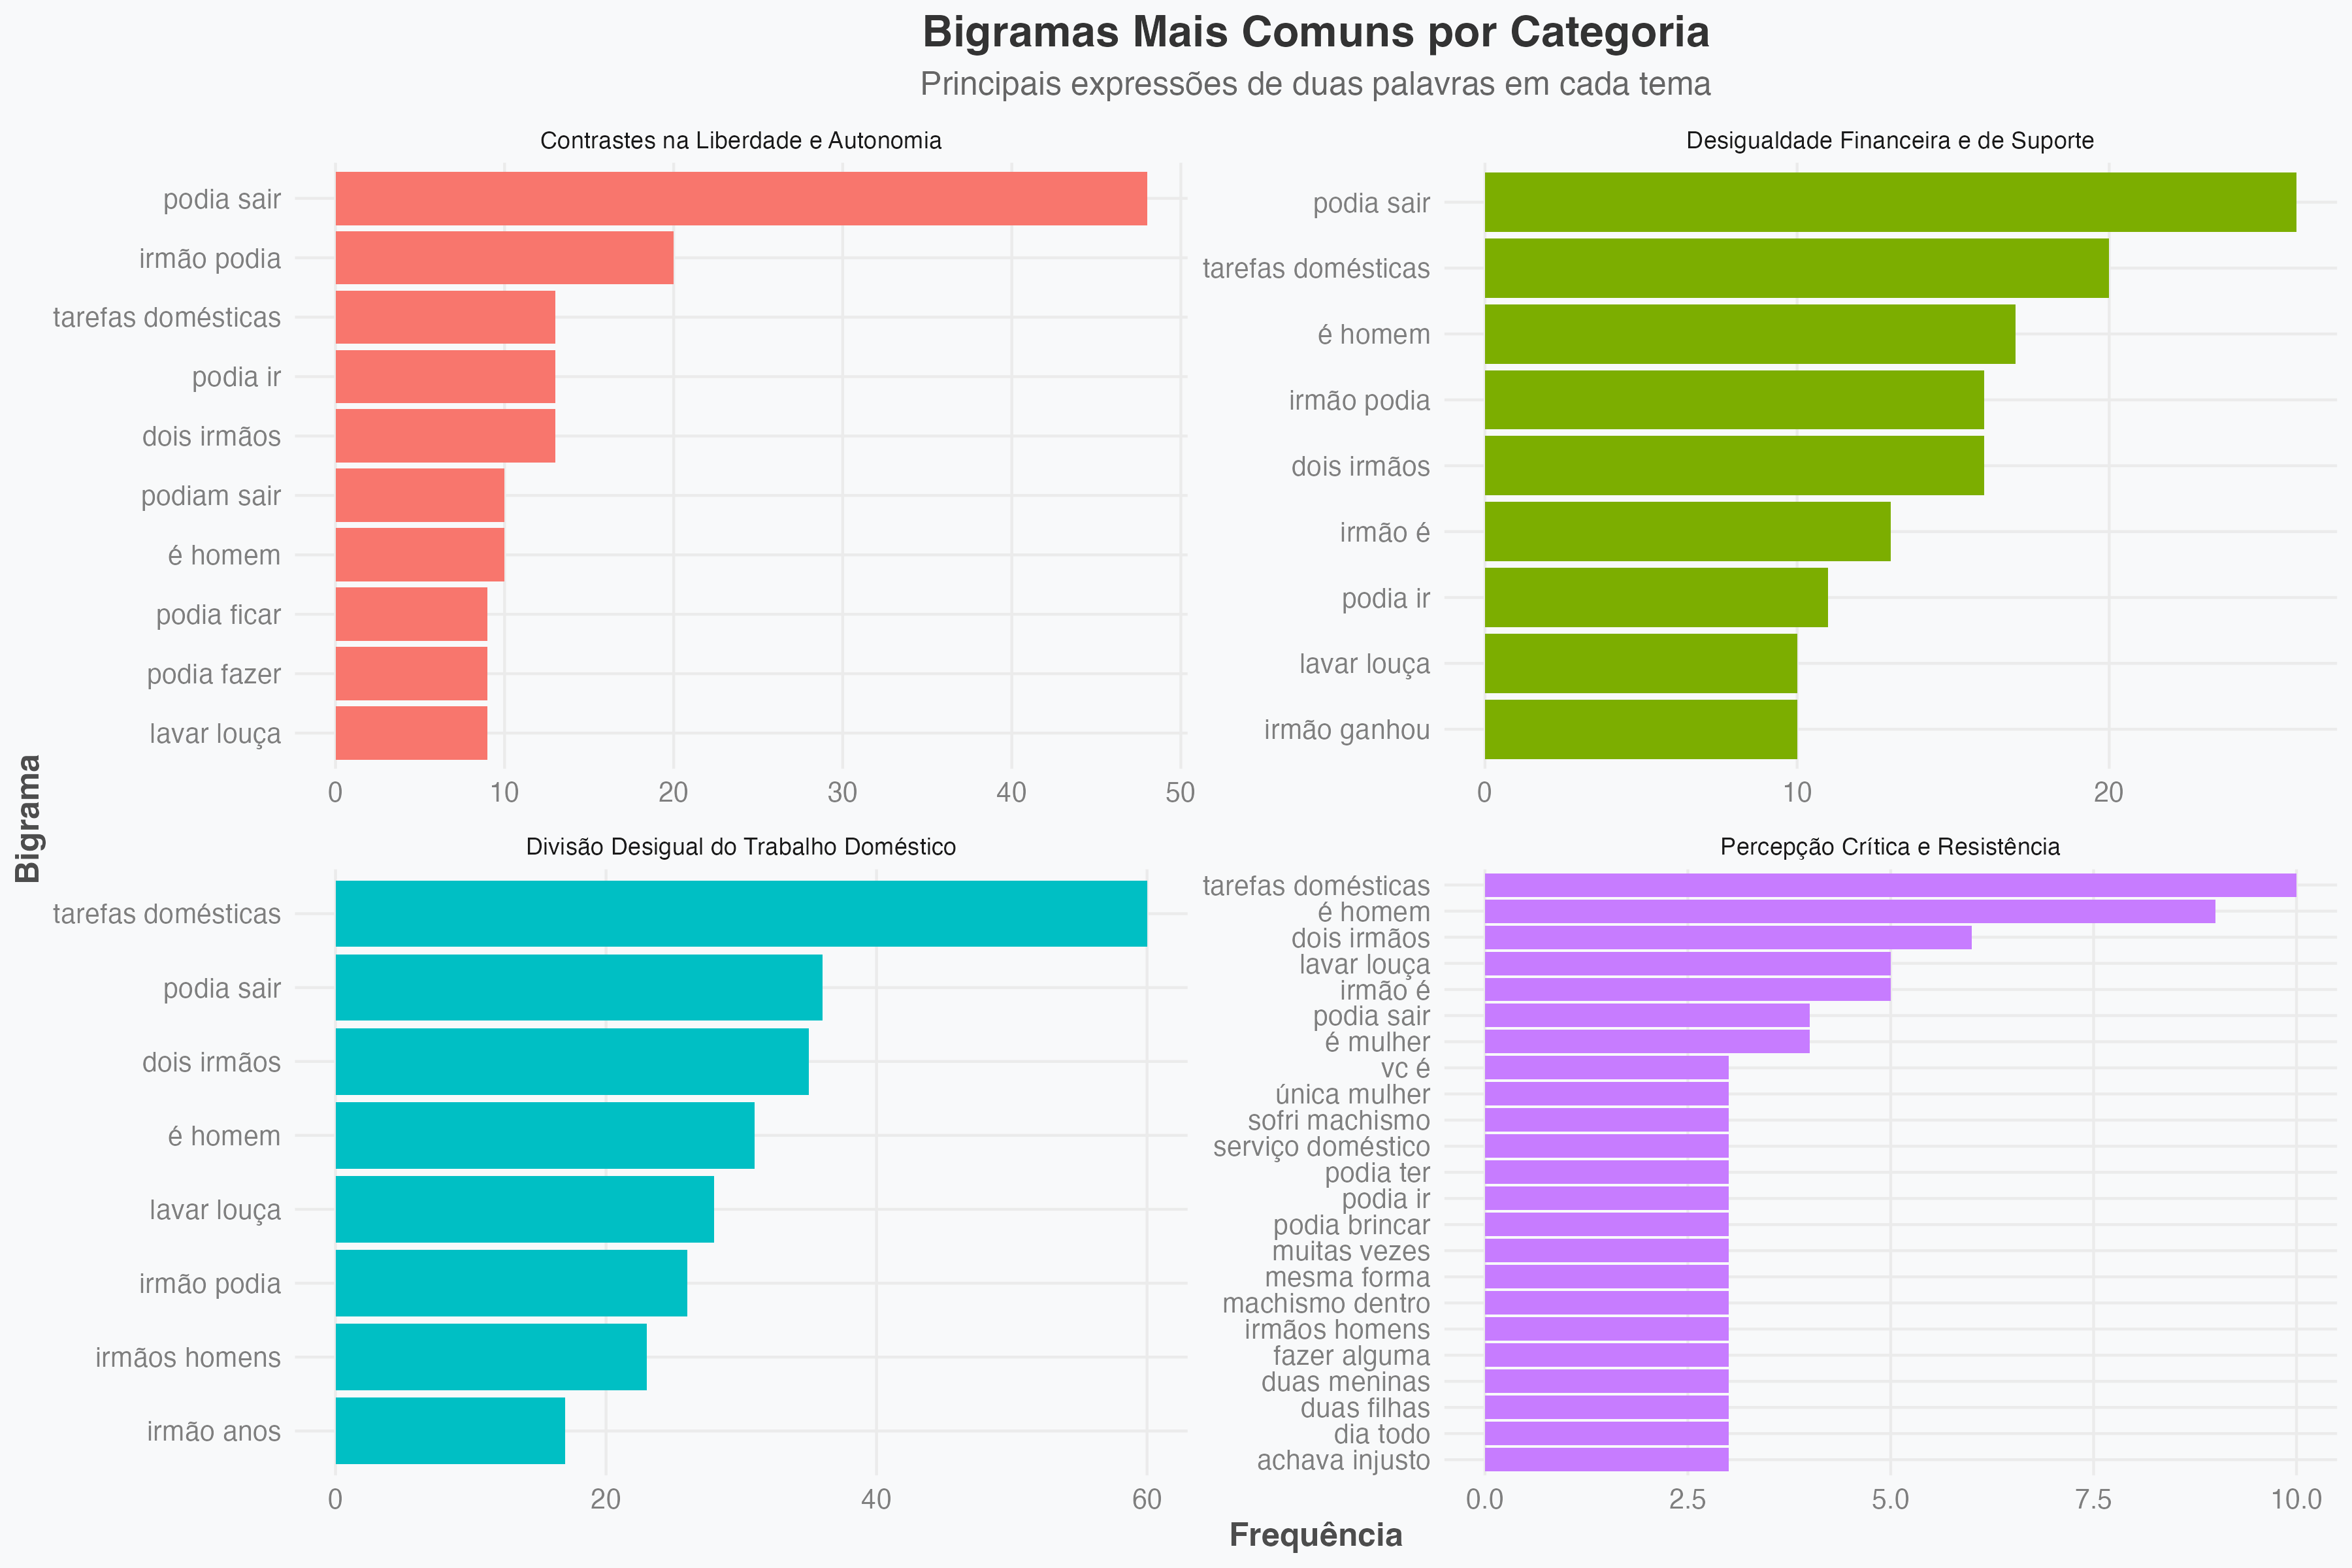 Bigramas Mais Comuns por Categoria
Principais expressões de duas palavras em cada tema
Contrastes na Liberdade e Autonomia
podia sair
irmão podia
tarefas domésticas
podia ir
dois irmãos
podiam sair
é homem
podia ficar
podia fazer
lavar louça
0 10 20 30 40 50
Desigualdade Financeira e de Suporte
podia sair
tarefas domésticas
é homem
irmão podia
dois irmãos
irmão é
podia ir
lavar louça
irmão ganhou
0 10 20
Bigrama
Divisão Desigual do Trabalho Doméstico
tarefas domésticas
podia sair
dois irmãos
é homem
lavar louça
irmão podia
irmãos homens
irmão anos
0 20 40 60
Percepção Crítica e Resistência
tarefas domésticas
é homem
dois irmãos
lavar louça
irmão é
podia sair
é mulher
vc é
única mulher
sofri machismo
serviço doméstico
podia ter
podia ir
podia brincar
muitas vezes
mesma forma
machismo dentro
irmãos homens
fazer alguma
duas meninas
duas filhas
dia todo
achava injusto
0.0 2.5 5.0 7.5 10.0
Frequência